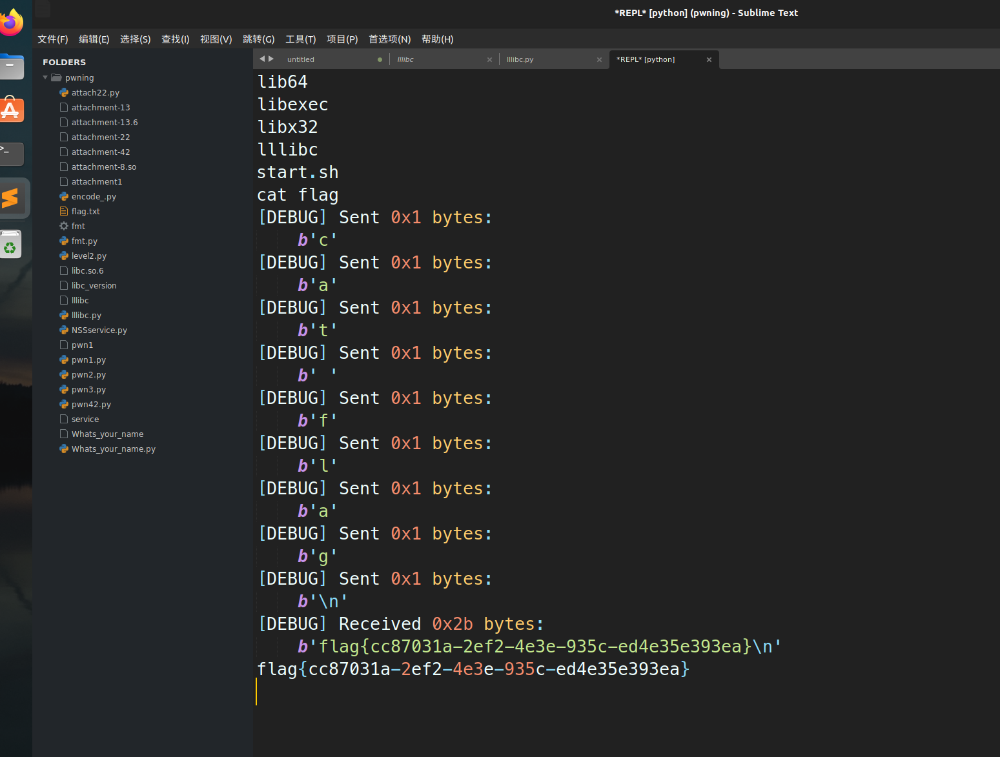 *REPL* [python] (pwning) - Sublime Text
文件(F) 编辑(E) 选择(S) 查找(I) 视图(V) 跳转(G) 工具(T) 项目(P) 首选项(N) 帮助(H)
FOLDERS
pwning
attach22.py
attachment-13
attachment-13.6
attachment-22
attachment-42
attachment-8.so
attachment1
encode_.py
flag.txt
fmt
fmt.py
level2.py
libc.so.6
libc_version
lllibc
lllibc.py
NSSservice.py
pwn1
pwn1.py
pwn2.py
pwn3.py
pwn42.py
service
Whats_your_name
Whats_your_name.py
untitled lllibc lllibc.py *REPL* [python]
lib64
libexec
libx32
lllibc
start.sh
cat flag
[DEBUG] Sent 0x1 bytes:
b'c'
[DEBUG] Sent 0x1 bytes:
b'a'
[DEBUG] Sent 0x1 bytes:
b't'
[DEBUG] Sent 0x1 bytes:
b' '
[DEBUG] Sent 0x1 bytes:
b'f'
[DEBUG] Sent 0x1 bytes:
b'l'
[DEBUG] Sent 0x1 bytes:
b'a'
[DEBUG] Sent 0x1 bytes:
b'g'
[DEBUG] Sent 0x1 bytes:
b'\n'
[DEBUG] Received 0x2b bytes:
b'flag{cc87031a-2ef2-4e3e-935c-ed4e35e393ea}\n'
flag{cc87031a-2ef2-4e3e-935c-ed4e35e393ea}